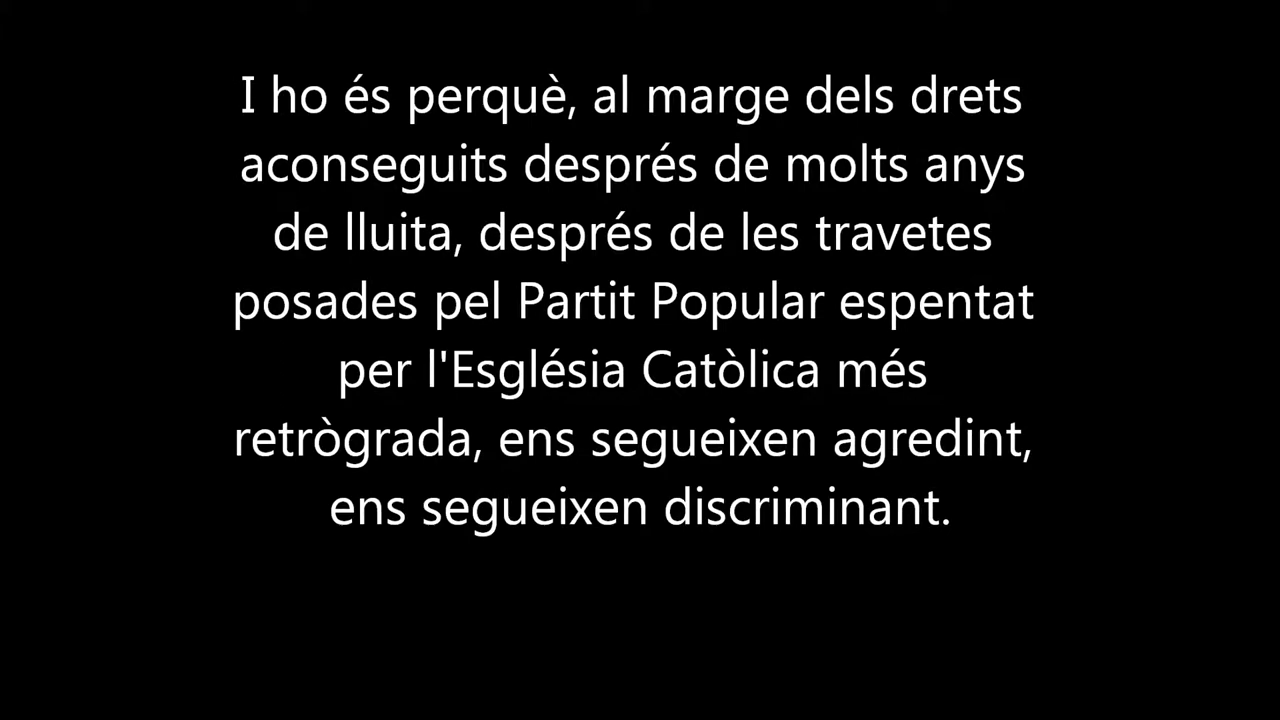 I ho és perquè, al marge dels drets
aconseguits després de molts anys
de lluita, després de les travetes
posades pel Partit Popular espentat
per l'Església Catòlica més
retrògrada, ens segueixen agredint,
ens segueixen discriminant.